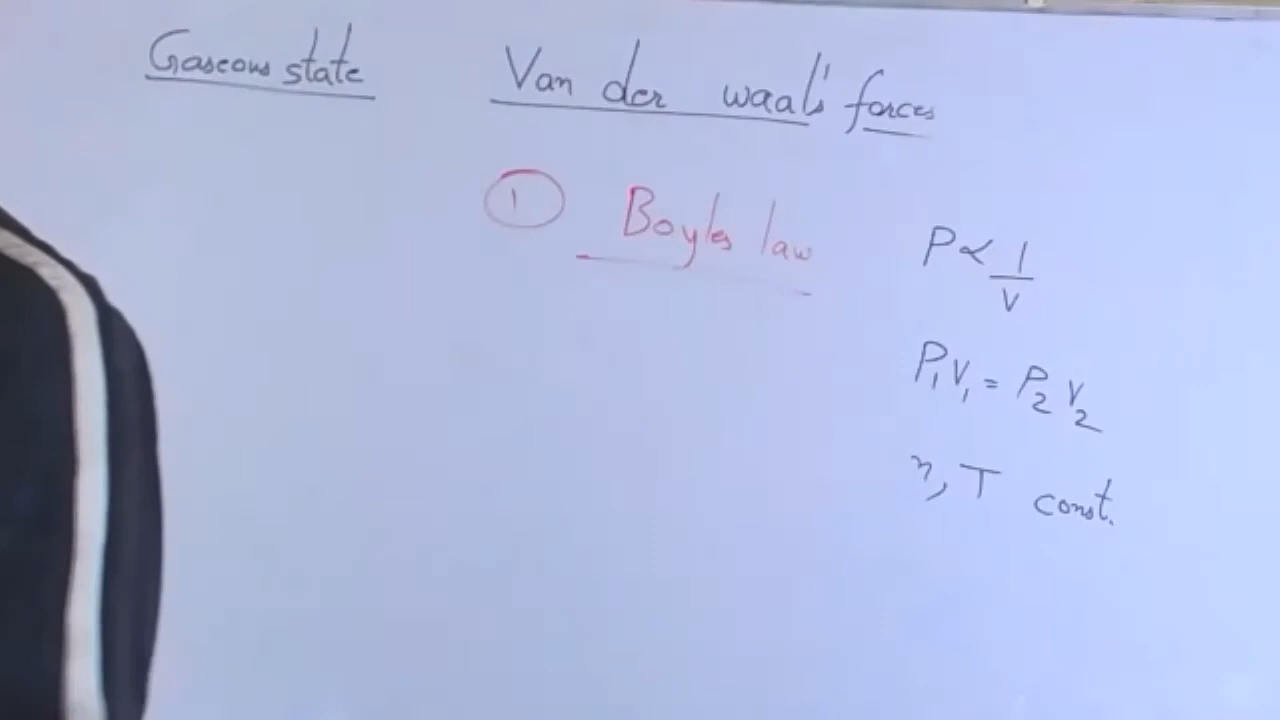 Gaseous state
Van der waal's forces
① Boyles law
P ∝ 1/V
P₁V₁ = P₂V₂
n, T const.